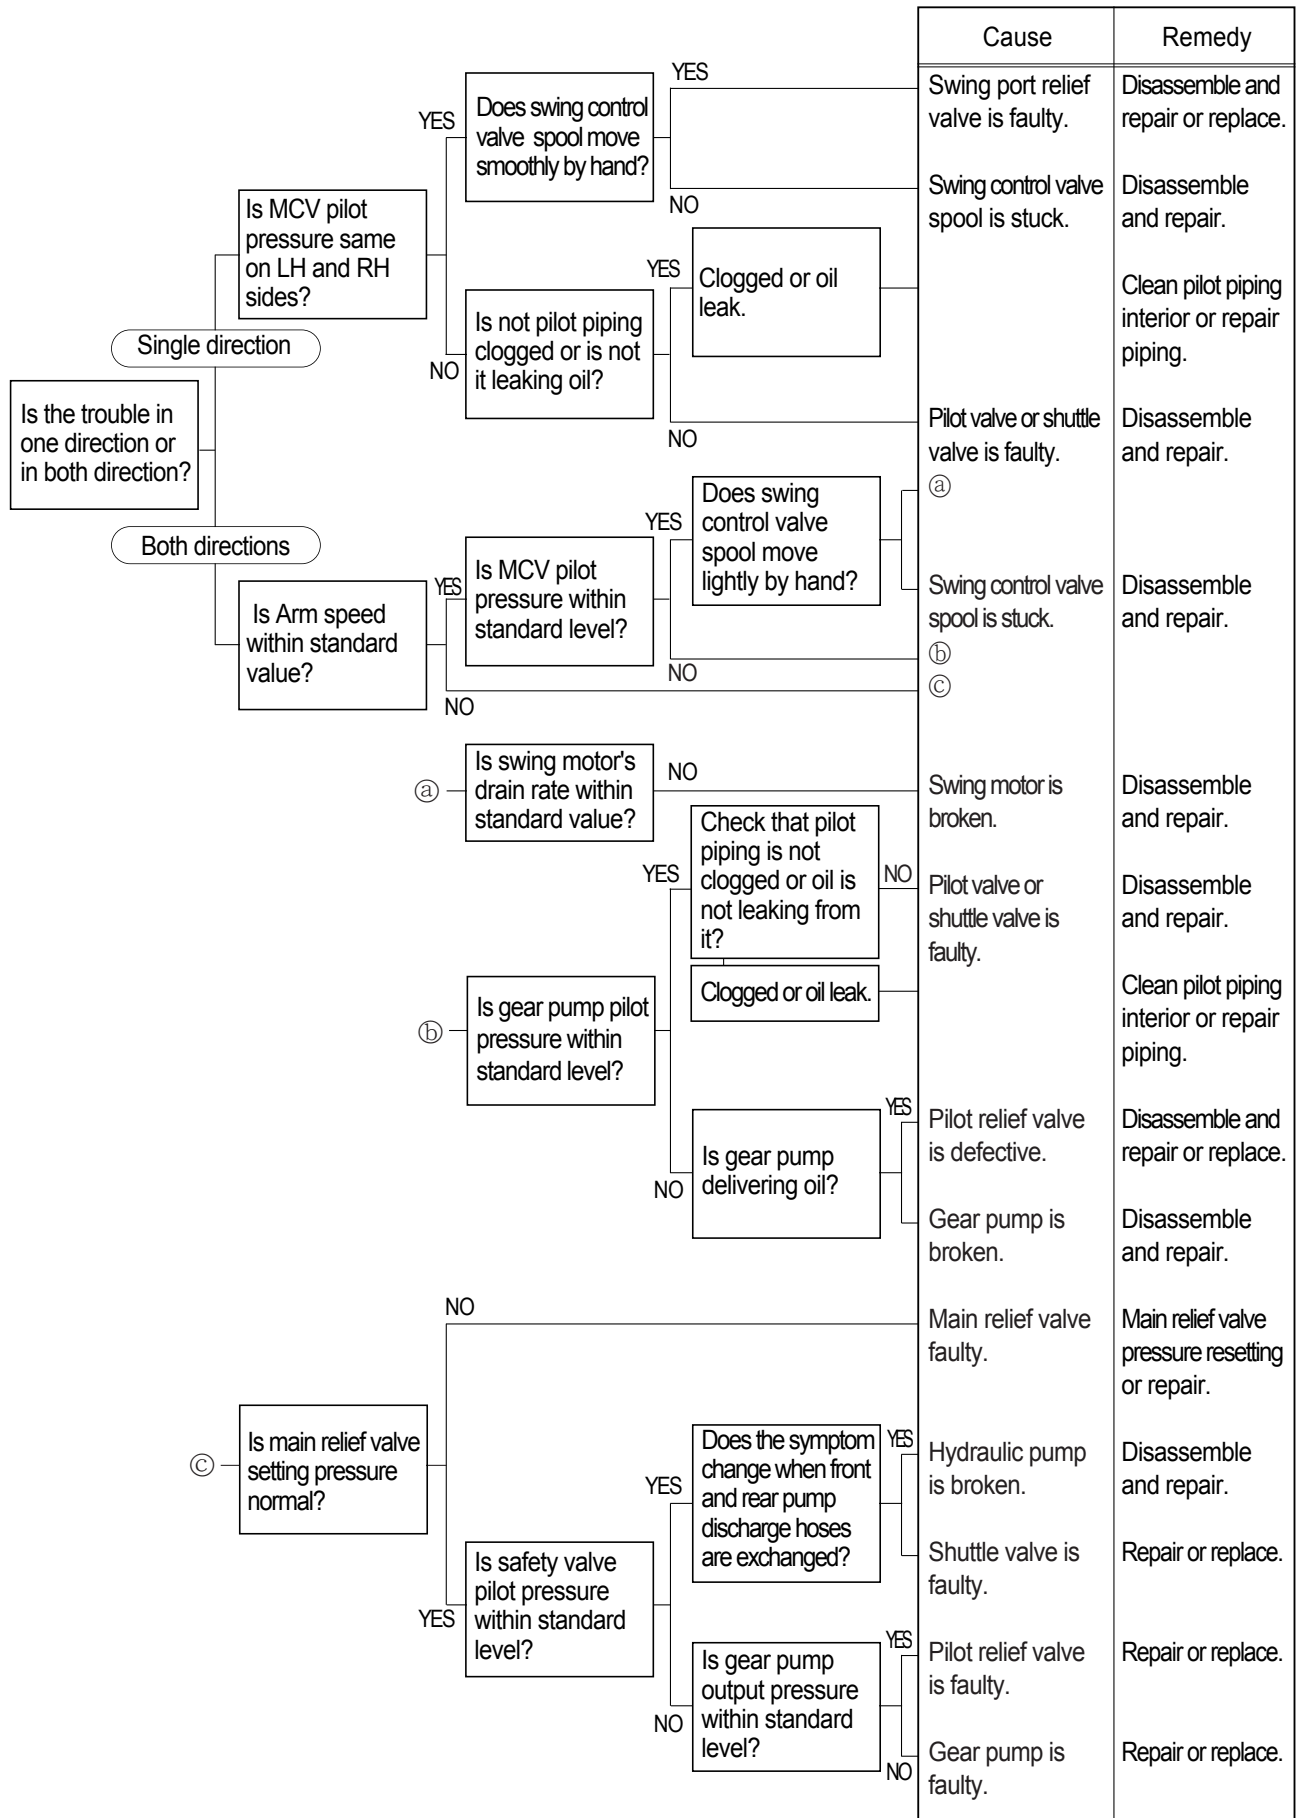 Cause
Remedy
YES
Does swing control
valve spool move
smoothly by hand?
YES
Swing port relief
valve is faulty.
Disassemble and
repair or replace.
NO
Swing control valve
spool is stuck.
Disassemble
and repair.
Is MCV pilot
pressure same
on LH and RH
sides?
Single direction
NO
Is not pilot piping
clogged or is not
it leaking oil?
YES
Clogged or oil
leak.
Clean pilot piping
interior or repair
piping.
NO
Pilot valve or shuttle
valve is faulty.
Disassemble
and repair.
Is the trouble in
one direction or
in both direction?
Both directions
Is Arm speed
within standard
value?
YES
Is MCV pilot
pressure within
standard level?
YES
Does swing
control valve
spool move
lightly by hand?
ⓐ
Swing control valve
spool is stuck.
Disassemble
and repair.
NO
ⓑ
NO
ⓒ
ⓐ
Is swing motor's
drain rate within
standard value?
NO
Swing motor is
broken.
Disassemble
and repair.
ⓑ
Is gear pump pilot
pressure within
standard level?
YES
Check that pilot
piping is not
clogged or oil is
not leaking from
it?
NO
Pilot valve or
shuttle valve is
faulty.
Disassemble
and repair.
Clogged or oil leak.
Clean pilot piping
interior or repair
piping.
NO
Is gear pump
delivering oil?
YES
Pilot relief valve
is defective.
Disassemble and
repair or replace.
Gear pump is
broken.
Disassemble
and repair.
ⓒ
Is main relief valve
setting pressure
normal?
NO
Main relief valve
faulty.
Main relief valve
pressure resetting
or repair.
YES
Is safety valve
pilot pressure
within standard
level?
YES
Does the symptom
change when front
and rear pump
discharge hoses
are exchanged?
YES
Hydraulic pump
is broken.
Disassemble
and repair.
Shuttle valve is
faulty.
Repair or replace.
NO
Is gear pump
output pressure
within standard
level?
YES
Pilot relief valve
is faulty.
Repair or replace.
NO
Gear pump is
faulty.
Repair or replace.